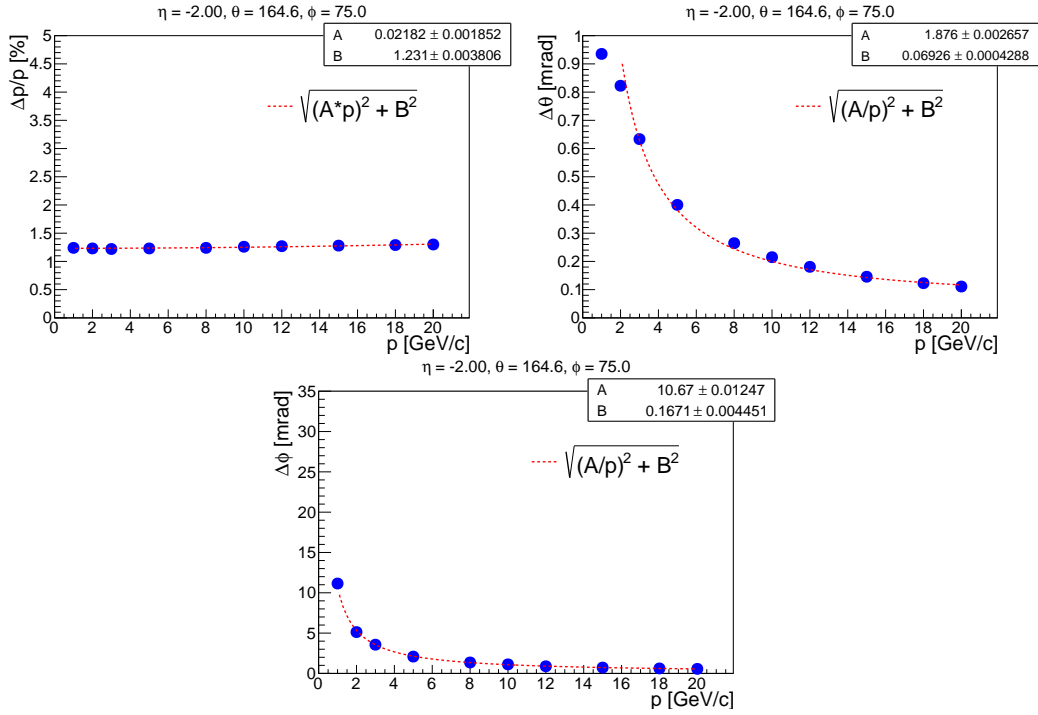 η = -2.00, θ = 164.6, ϕ = 75.0
A 0.02182 ± 0.001852
B 1.231 ± 0.003806
√(A*p)² + B²
Δp/p [%]
5
4.5
4
3.5
3
2.5
2
1.5
1
0.5
0
0 2 4 6 8 10 12 14 16 18 20
p [GeV/c]
η = -2.00, θ = 164.6, ϕ = 75.0
A 1.876 ± 0.002657
B 0.06926 ± 0.0004288
√(A/p)² + B²
Δθ [mrad]
1
0.9
0.8
0.7
0.6
0.5
0.4
0.3
0.2
0.1
0
0 2 4 6 8 10 12 14 16 18 20
p [GeV/c]
η = -2.00, θ = 164.6, ϕ = 75.0
A 10.67 ± 0.01247
B 0.1671 ± 0.004451
√(A/p)² + B²
Δϕ [mrad]
35
30
25
20
15
10
5
0
0 2 4 6 8 10 12 14 16 18 20
p [GeV/c]